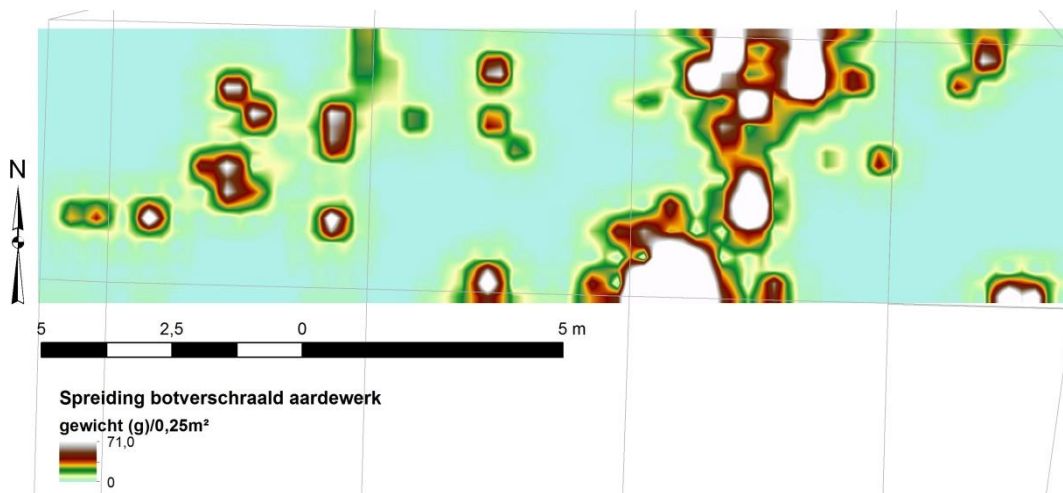 N
5 2,5 0 5 m
Spreiding botverschraald aardewerk
gewicht (g)/0,25m²
71,0
0